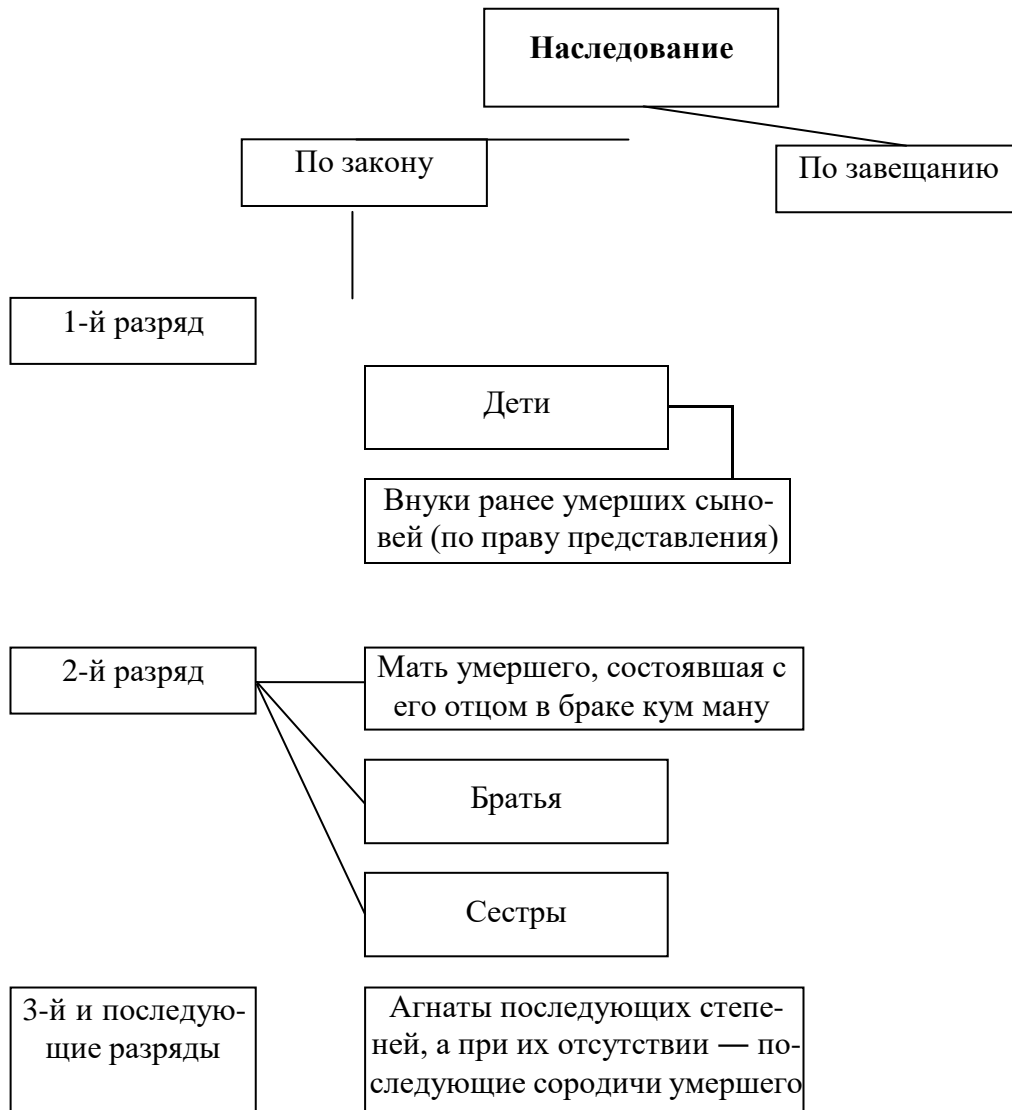 Наследование
По закону
По завещанию
1-й разряд
Дети
Внуки ранее умерших сыно-
вей (по праву представления)
2-й разряд
Мать умершего, состоявшая с
его отцом в браке кум ману
Братья
Сестры
3-й и последую-
щие разряды
Агнаты последующих степе-
ней, а при их отсутствии — по-
следующие сородичи умершего